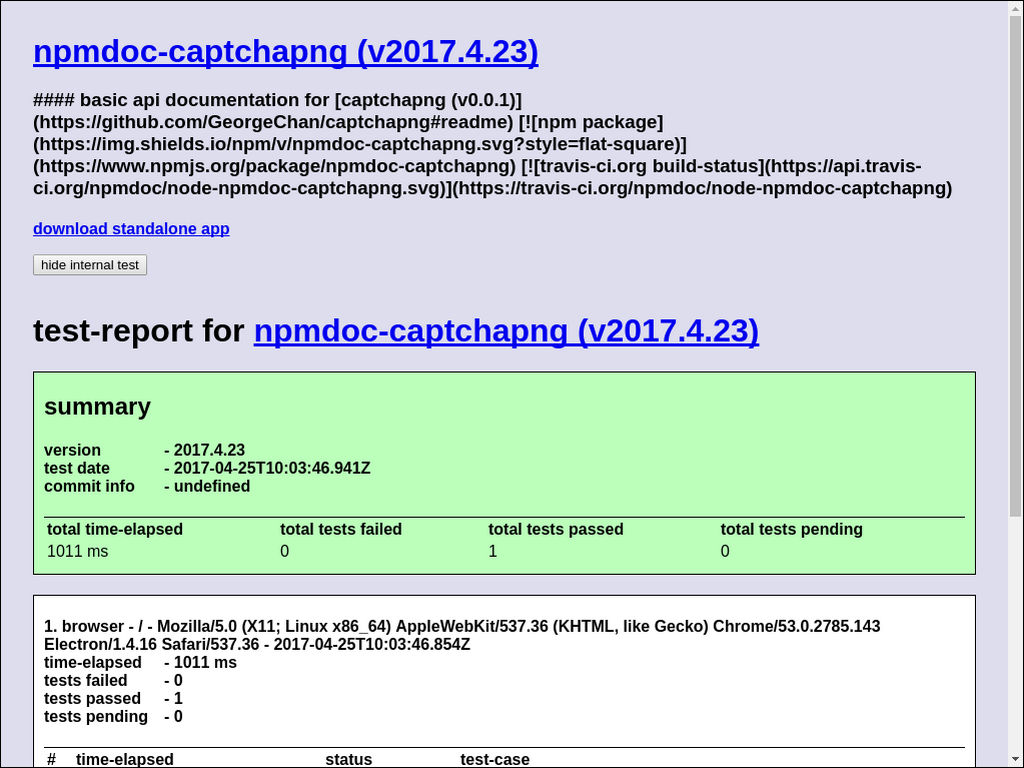 npmdoc-captchapng (v2017.4.23)
#### basic api documentation for [captchapng (v0.0.1)]
(https://github.com/GeorgeChan/captchapng#readme) [![npm package]
(https://img.shields.io/npm/v/npmdoc-captchapng.svg?style=flat-square)]
(https://www.npmjs.org/package/npmdoc-captchapng) [![travis-ci.org build-status](https://api.travis-
ci.org/npmdoc/node-npmdoc-captchapng.svg)](https://travis-ci.org/npmdoc/node-npmdoc-captchapng)
download standalone app
hide internal test
test-report for npmdoc-captchapng (v2017.4.23)
summary
version - 2017.4.23
test date - 2017-04-25T10:03:46.941Z
commit info - undefined
total time-elapsed total tests failed total tests passed total tests pending
1011 ms 0 1 0
1. browser - / - Mozilla/5.0 (X11; Linux x86_64) AppleWebKit/537.36 (KHTML, like Gecko) Chrome/53.0.2785.143
Electron/1.4.16 Safari/537.36 - 2017-04-25T10:03:46.854Z
time-elapsed - 1011 ms
tests failed - 0
tests passed - 1
tests pending - 0
# time-elapsed status test-case